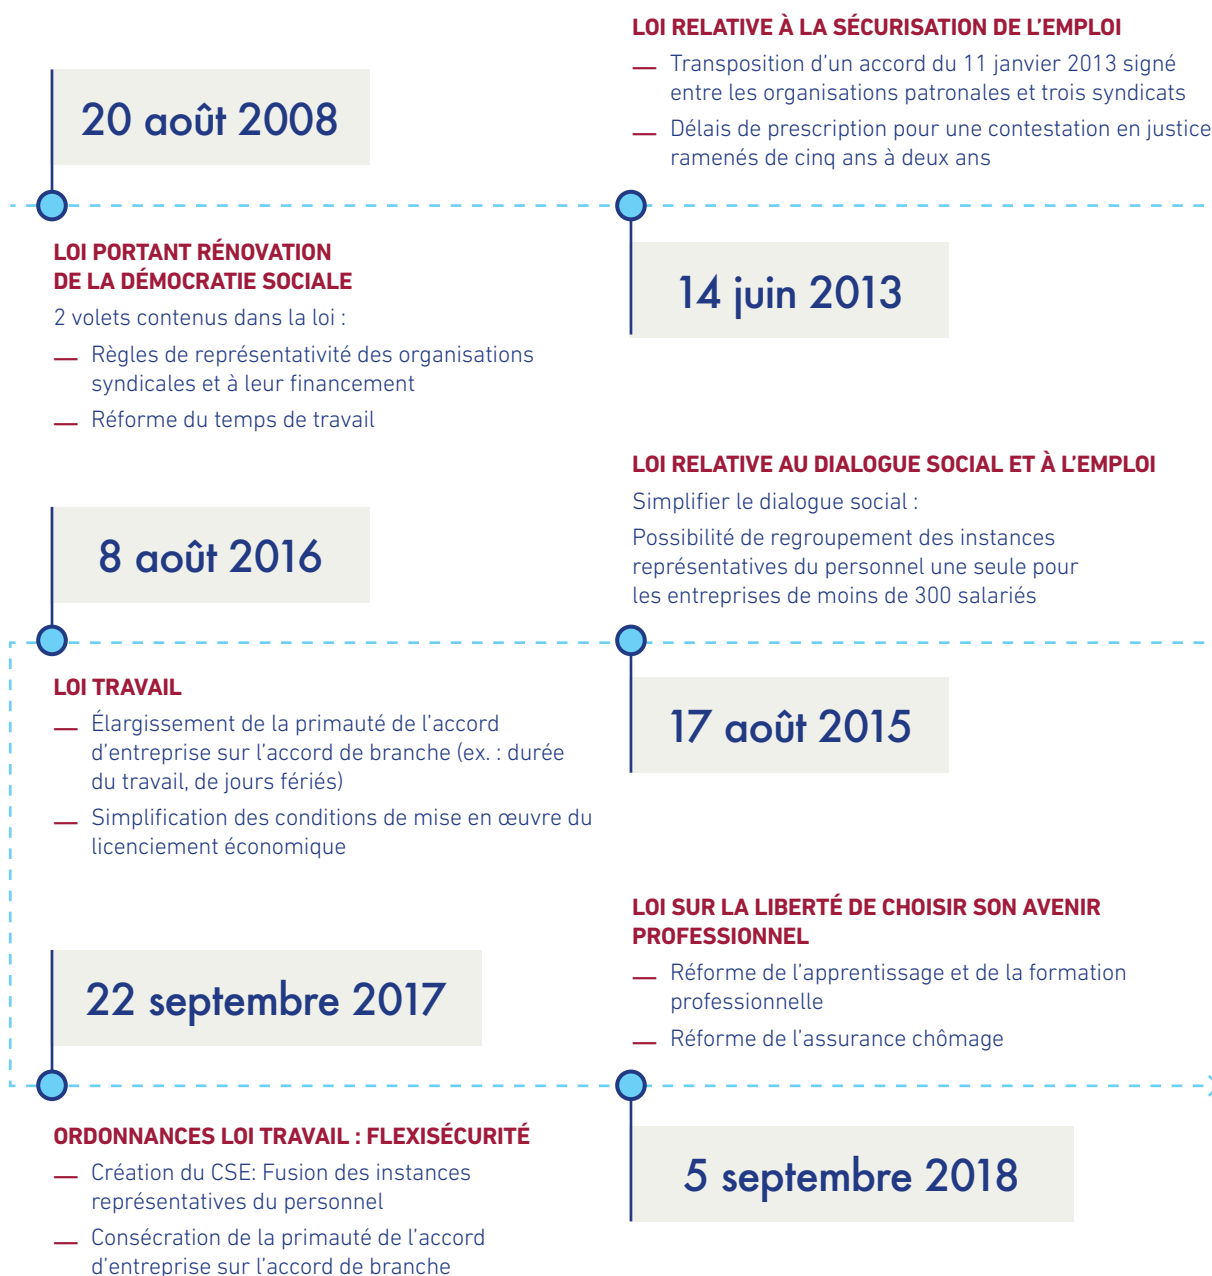 20 août 2008
LOI PORTANT RÉNOVATION
DE LA DÉMOCRATIE SOCIALE
2 volets contenus dans la loi :
— Règles de représentativité des organisations
syndicales et à leur financement
— Réforme du temps de travail
LOI RELATIVE À LA SÉCURISATION DE L’EMPLOI
— Transposition d’un accord du 11 janvier 2013 signé
entre les organisations patronales et trois syndicats
— Délais de prescription pour une contestation en justice
ramenés de cinq ans à deux ans
14 juin 2013
LOI RELATIVE AU DIALOGUE SOCIAL ET À L’EMPLOI
Simplifier le dialogue social :
Possibilité de regroupement des instances
représentatives du personnel une seule pour
les entreprises de moins de 300 salariés
17 août 2015
8 août 2016
LOI TRAVAIL
— Élargissement de la primauté de l’accord
d’entreprise sur l’accord de branche (ex. : durée
du travail, de jours fériés)
— Simplification des conditions de mise en œuvre du
licenciement économique
22 septembre 2017
ORDONNANCES LOI TRAVAIL : FLEXISÉCURITÉ
— Création du CSE: Fusion des instances
représentatives du personnel
— Consécration de la primauté de l’accord
d’entreprise sur l’accord de branche
LOI SUR LA LIBERTÉ DE CHOISIR SON AVENIR
PROFESSIONNEL
— Réforme de l’apprentissage et de la formation
professionnelle
— Réforme de l’assurance chômage
5 septembre 2018